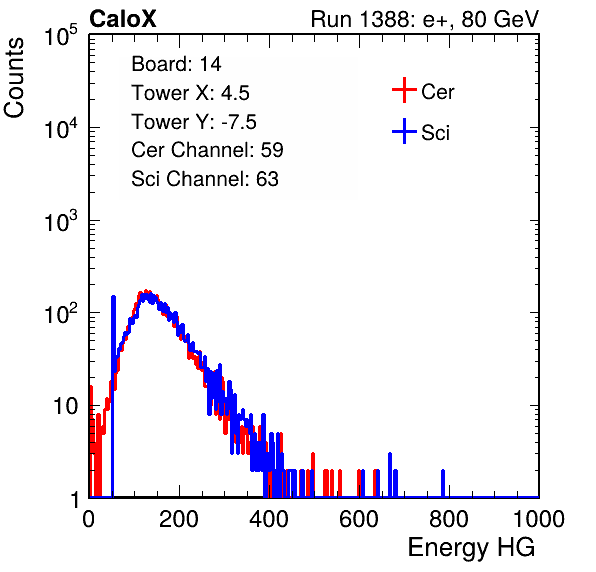 CaloX Run 1388: e+, 80 GeV
Counts
10^5
10^4
10^3
10^2
10
1
Board: 14
Tower X: 4.5
Tower Y: -7.5
Cer Channel: 59
Sci Channel: 63
Cer
Sci
0 200 400 600 800 1000
Energy HG